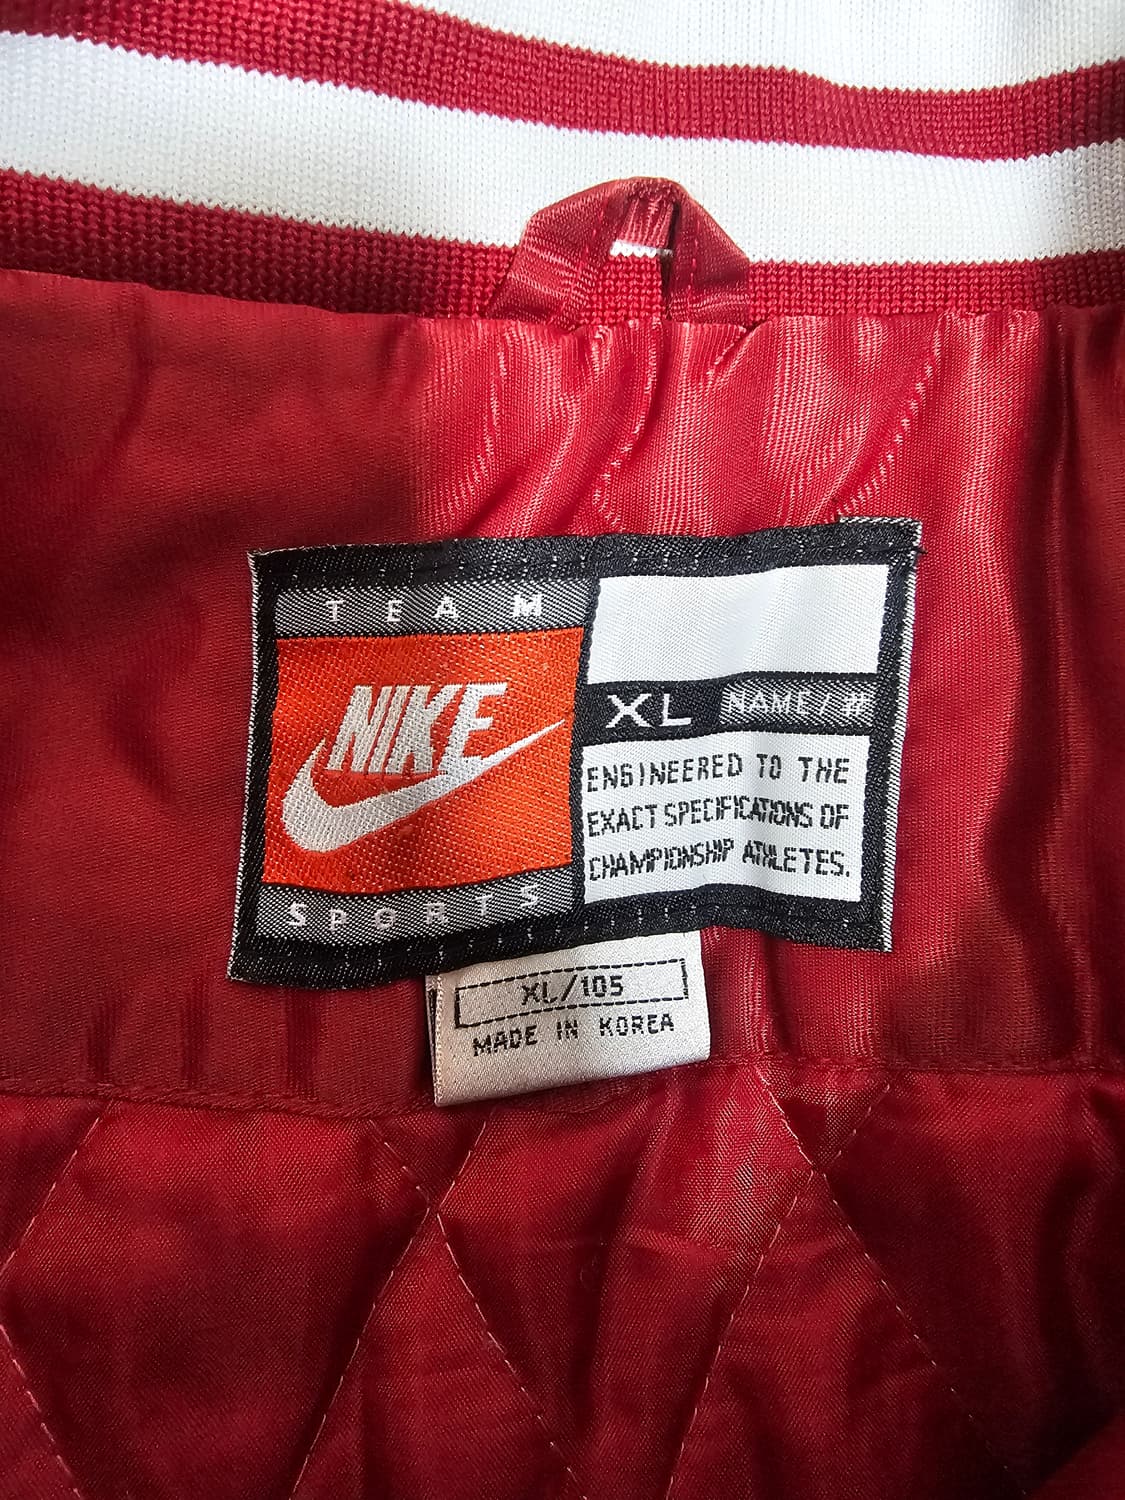 TEAM
NIKE
SPORTS
XL NAME / #
ENGINEERED TO THE
EXACT SPECIFICATIONS OF
CHAMPIONSHIP ATHLETES.
XL/105
MADE IN KOREA